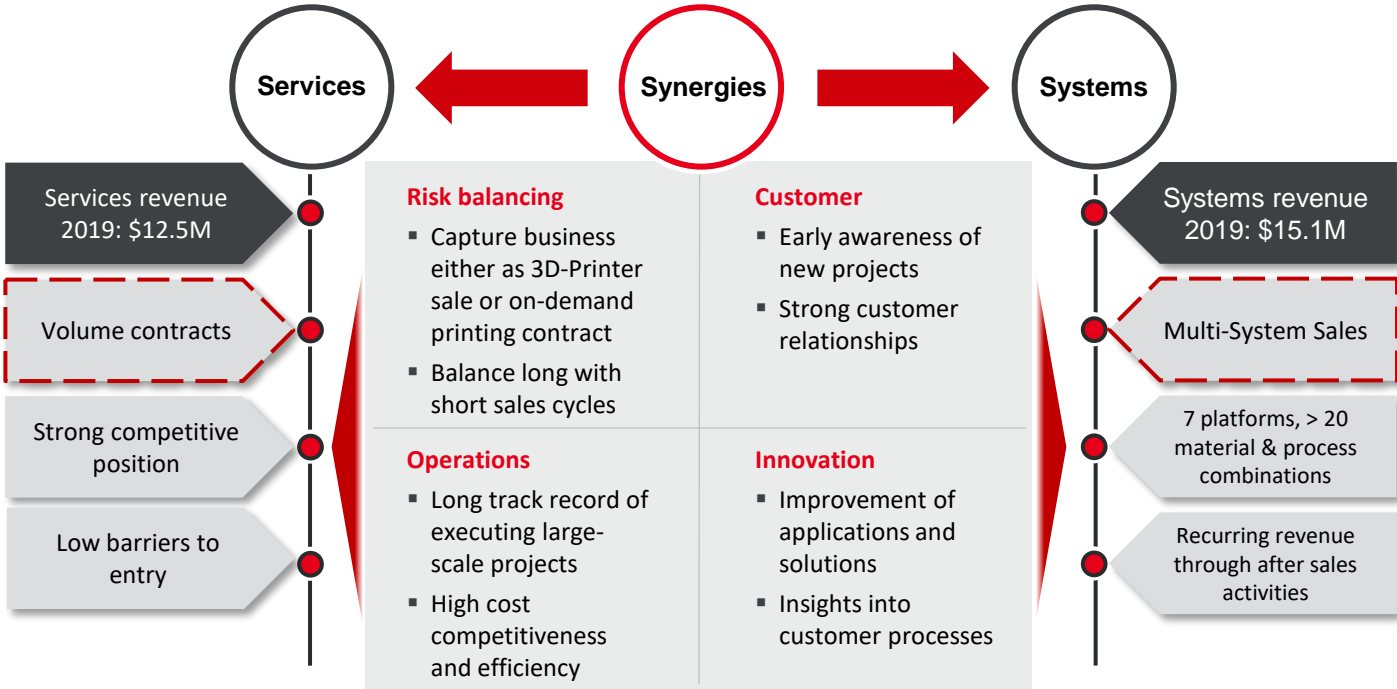 Services
Synergies
Systems
Services revenue
2019: $12.5M
Volume contracts
Strong competitive
position
Low barriers to
entry
Risk balancing
▪ Capture business
either as 3D-Printer
sale or on-demand
printing contract
▪ Balance long with
short sales cycles
Customer
▪ Early awareness of
new projects
▪ Strong customer
relationships
Operations
▪ Long track record of
executing large-
scale projects
▪ High cost
competitiveness
and efficiency
Innovation
▪ Improvement of
applications and
solutions
▪ Insights into
customer processes
Systems revenue
2019: $15.1M
Multi-System Sales
7 platforms, > 20
material & process
combinations
Recurring revenue
through after sales
activities